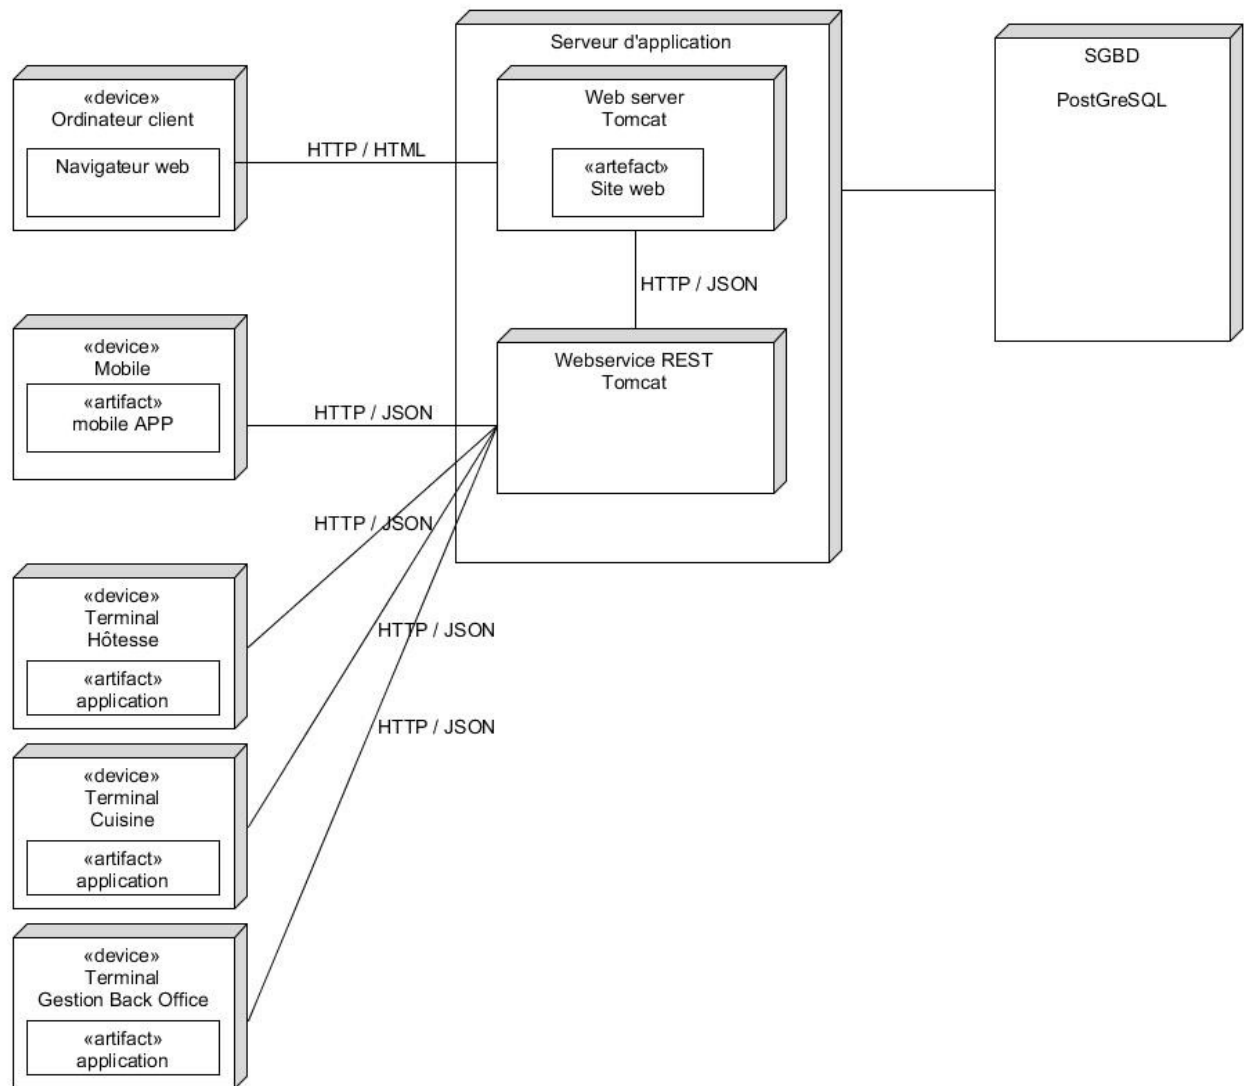 Serveur d'application
SGBD
PostGreSQL
«device»
Ordinateur client
Navigateur web
HTTP / HTML
Web server
Tomcat
«artefact»
Site web
HTTP / JSON
«device»
Mobile
«artifact»
mobile APP
HTTP / JSON
Webservice REST
Tomcat
HTTP / JSON
«device»
Terminal
Hôtesse
«artifact»
application
HTTP / JSON
HTTP / JSON
«device»
Terminal
Cuisine
«artifact»
application
«device»
Terminal
Gestion Back Office
«artifact»
application